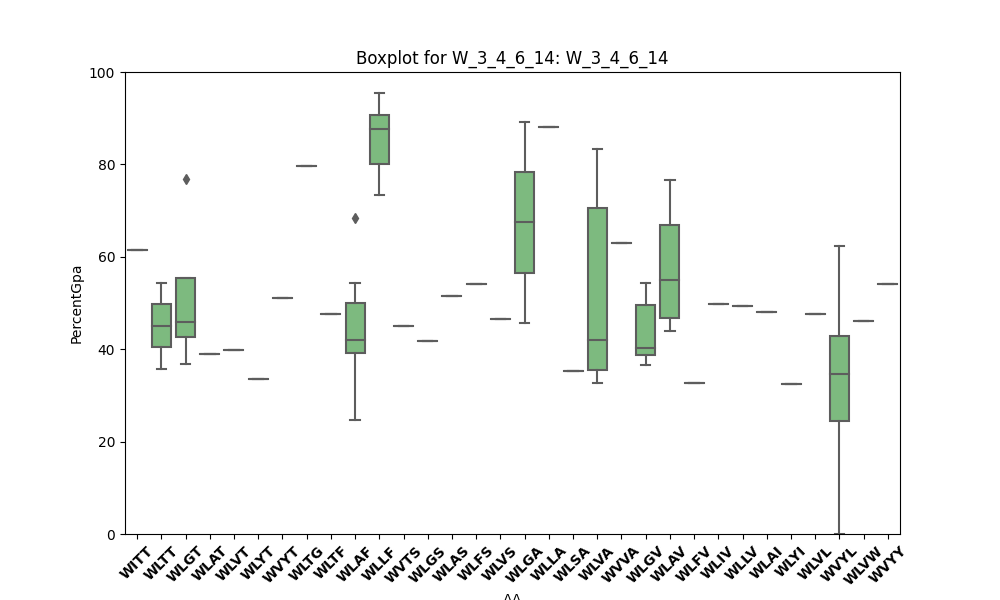 Boxplot for W_3_4_6_14: W_3_4_6_14
PercentGpa
100
80
60
40
20
0
WITT
WLTT
WLGT
WLAT
WLVT
WLYT
WVYT
WLTG
WLTF
WLAF
WLLF
WVTS
WLGS
WLAS
WLFS
WLVS
WLGA
WLLA
WLSA
WLVA
WVVA
WLGV
WLAV
WLFV
WLIV
WLLV
WLAI
WLYI
WLVL
WVYL
WLVW
WVYY
AA